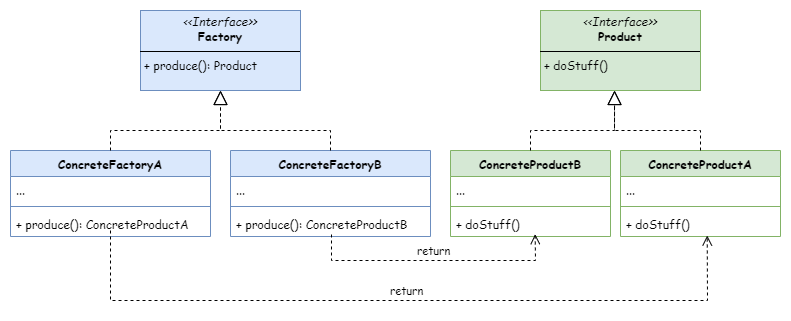 <<Interface>>
Factory
+ produce(): Product
<<Interface>>
Product
+ doStuff()
ConcreteFactoryA
...
+ produce(): ConcreteProductA
ConcreteFactoryB
...
+ produce(): ConcreteProductB
ConcreteProductB
...
+ doStuff()
ConcreteProductA
...
+ doStuff()
return
return